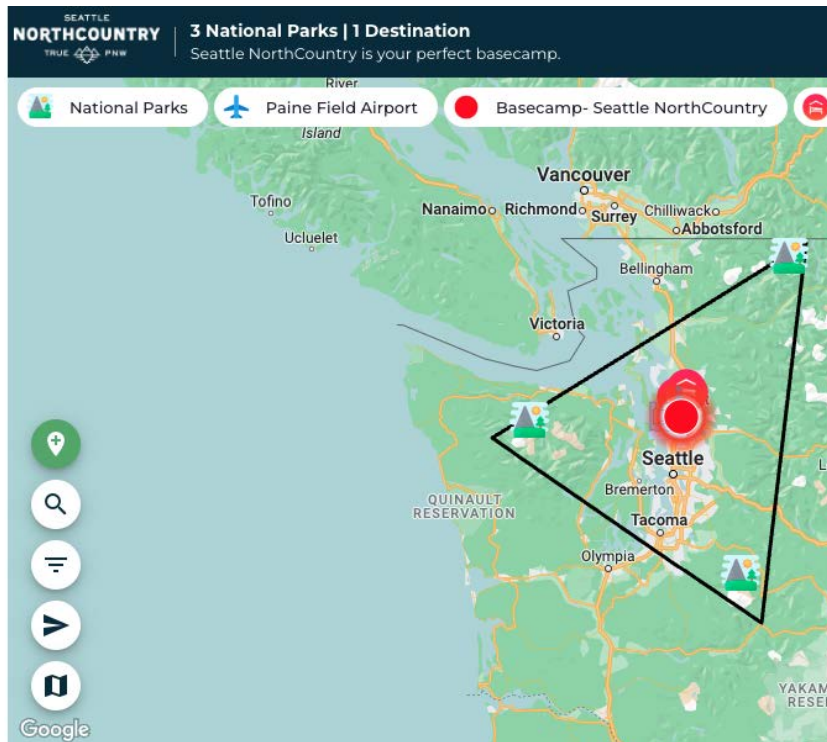 SEATTLE
NORTHCOUNTRY
TRUE PNW
3 National Parks | 1 Destination
Seattle NorthCountry is your perfect basecamp.
River
National Parks
Paine Field Airport
Basecamp- Seattle NorthCountry
Island
Vancouver
Tofino
Nanaimo
Richmond
Surrey
Chilliwack
Abbotsford
Ucluelet
Bellingham
Victoria
Seattle
QUINAULT
RESERVATION
Bremerton
Tacoma
Olympia
YAKAM
RESE
Google